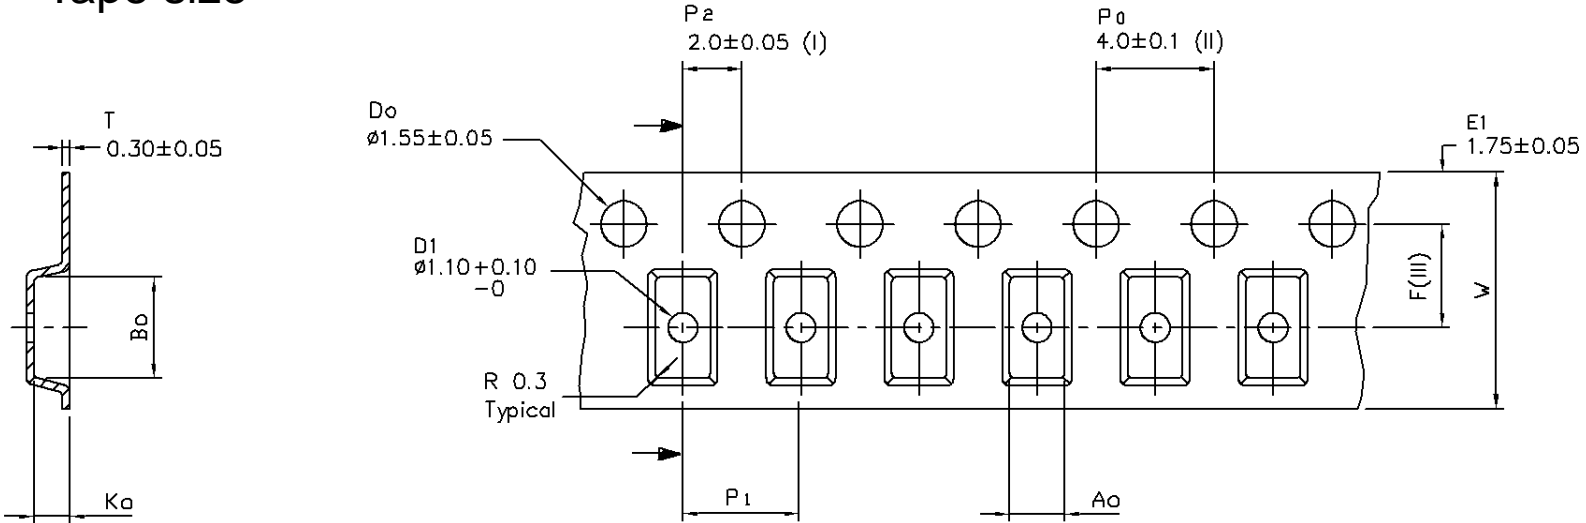 Tape size
P2
2.0±0.05 (I)
P0
4.0±0.1 (II)
T
0.30±0.05
Do
ø1.55±0.05
E1
1.75±0.05
D1
ø1.10+0.10
-0
F(III)
W
Bo
R 0.3
Typical
Ko
P1
Ao